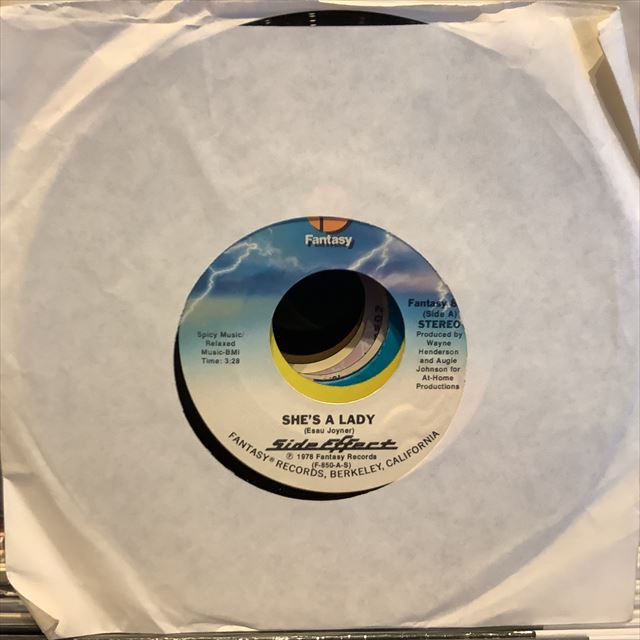 Fantasy
Fantasy
(Side A)
STEREO
Spicy Music/
Relaxed
Music-BMI
Time: 3:28
Produced by
Wayne
Henderson
and Augie
Johnson for
At-Home
Productions
SHE'S A LADY
(Esau Joyner)
Side Effect
℗ 1978 Fantasy Records
(F-850-A-S)
FANTASY® RECORDS, BERKELEY, CALIFORNIA